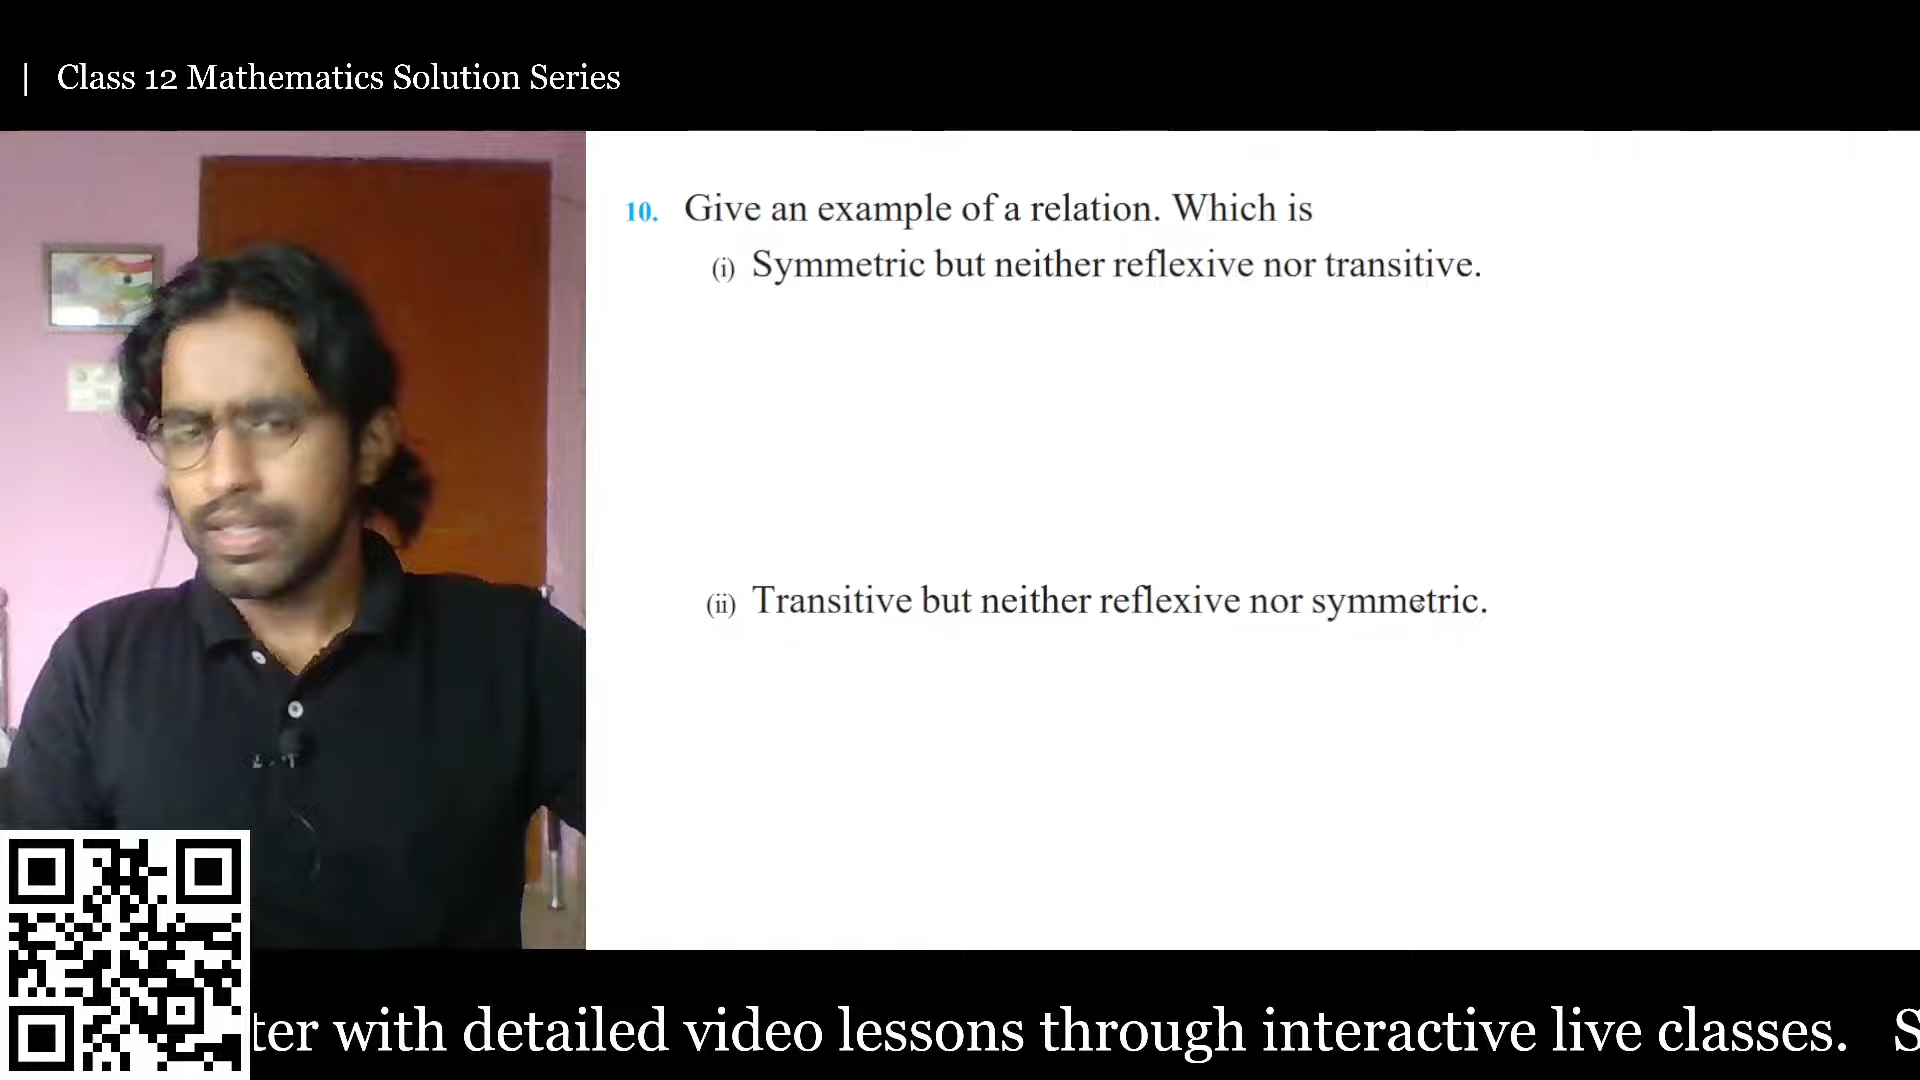 | Class 12 Mathematics Solution Series
10. Give an example of a relation. Which is
(i) Symmetric but neither reflexive nor transitive.
(ii) Transitive but neither reflexive nor symmetric.
ter with detailed video lessons through interactive live classes. S